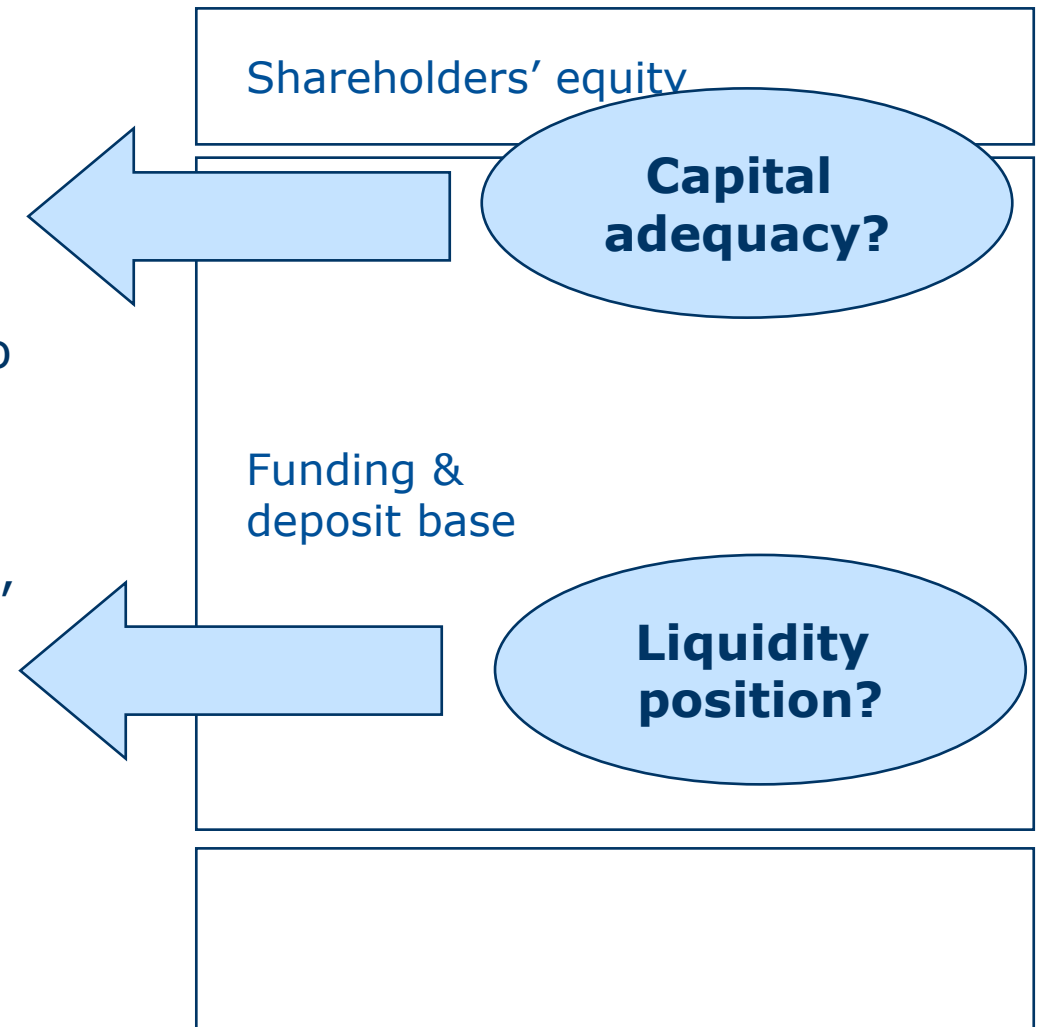 Shareholders’ equity
Capital
adequacy?
Funding &
deposit base
Liquidity
position?